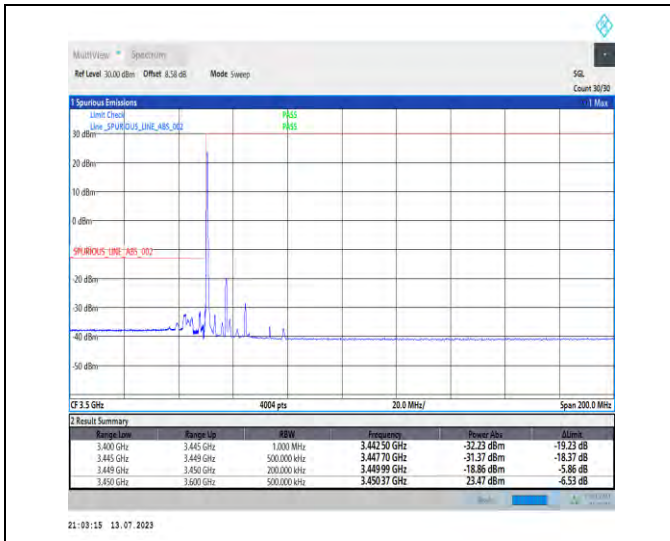 MultiView Spectrum
Ref Level 30.00 dBm Offset 8.58 dB Mode Sweep SGL
Count 30/30
1 Spurious Emissions 1 Max
Limit Check PASS
Line _SPURIOUS_LINE_ABS_002 PASS
30 dBm
20 dBm
10 dBm
0 dBm
SPURIOUS_LINE_ABS_002
-20 dBm
-30 dBm
-40 dBm
-50 dBm
CF 3.5 GHz 4004 pts 20.0 MHz/ Span 200.0 MHz
2 Result Summary
Range Low Range Up RBW Frequency Power Abs ΔLimit
3.400 GHz 3.445 GHz 1.000 MHz 3.442 50 GHz -32.23 dBm -19.23 dB
3.445 GHz 3.449 GHz 500.000 kHz 3.447 70 GHz -31.37 dBm -18.37 dB
3.449 GHz 3.450 GHz 200.000 kHz 3.449 99 GHz -18.86 dBm -5.86 dB
3.450 GHz 3.600 GHz 500.000 kHz 3.450 37 GHz 23.47 dBm -6.53 dB
21:03:15 13.07.2023